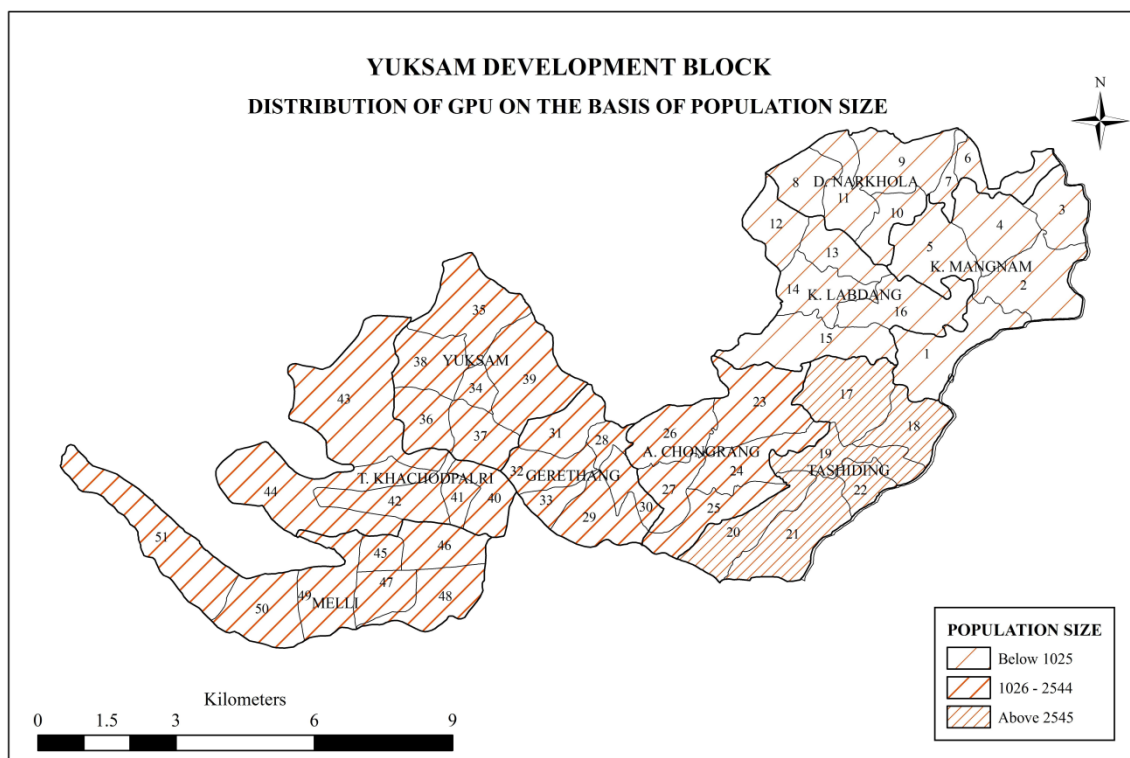 YUKSAM DEVELOPMENT BLOCK
DISTRIBUTION OF GPU ON THE BASIS OF POPULATION SIZE
N
6
9
7
8
D. NARKHOLA
3
11
10
4
12
5
13
K. MANGNAM
2
14
K. LABDANG
16
35
15
1
38
YUKSAM
39
34
17
43
23
36
37
31
28
26
18
A. CHONGRANG
19
32
GERETHANG
24
TASHIDING
T. KHACHODPALRI
27
22
44
42
41
40
33
29
30
25
20
21
51
46
45
47
50
49
MELLI
48
POPULATION SIZE
Below 1025
1026 - 2544
Above 2545
Kilometers
0 1.5 3 6 9